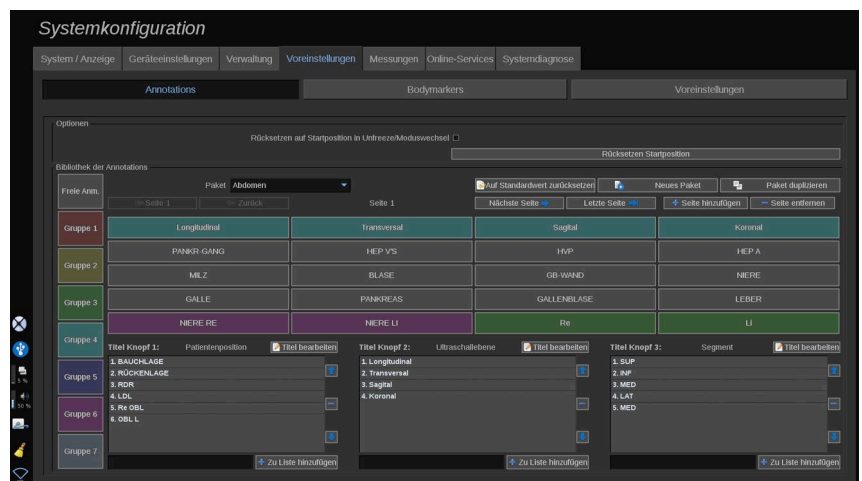 Systemkonfiguration
System / Anzeige Geräteeinstellungen Verwaltung Voreinstellungen Messungen Online-Services Systemdiagnose
Annotations Bodymarkers Voreinstellungen
Optionen
Rücksetzen auf Startposition in Unfreeze/Moduswechsel
Rücksetzen Startposition
Bibliothek der Annotations
Freie Anm. Paket Abdomen Auf Standardwert zurücksetzen Neues Paket Paket duplizieren
Seite 1 Zurück Seite 1 Nächste Seite Letzte Seite Seite hinzufügen Seite entfernen
Gruppe 1 Longitudinal Transversal Sagital Koronal
PANKR-GANG HEP V'S HVP HEP A
Gruppe 2
MILZ BLASE GB-WAND NIERE
Gruppe 3 GALLE PANKREAS GALLENBLASE LEBER
NIERE RE NIERE LI Re LI
Gruppe 4
Titel Knopf 1: Patientenposition Titel bearbeiten Titel Knopf 2: Ultraschallebene Titel bearbeiten Titel Knopf 3: Segment Titel bearbeiten
1. BAUCHLAGE 1. Longitudinal 1. SUP
2. RÜCKENLAGE 2. Transversal 2. INF
Gruppe 5
3. RDR 3. Sagital 3. MED
4. LDL 4. Koronal 4. LAT
5. Re OBL 5. MED
Gruppe 6
6. OBL L
Gruppe 7
Zu Liste hinzufügen Zu Liste hinzufügen Zu Liste hinzufügen
5 %
50 %